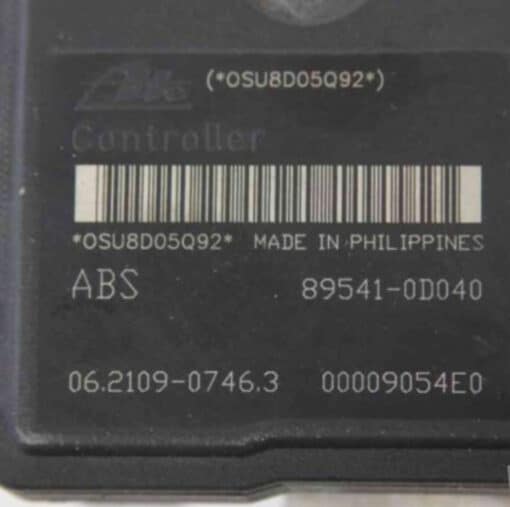 (*OSU8D05Q92*)
Controller
*OSU8D05Q92* MADE IN PHILIPPINES
ABS 89541-0D040
06.2109-0746.3 00009054E0